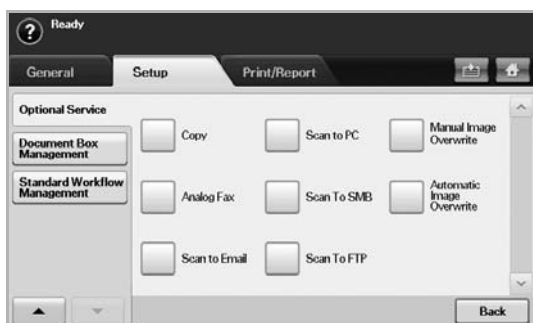 ?
Ready
General
Setup
Print/Report
Optional Service
Document Box
Management
Standard Workflow
Management
Copy
Scan to PC
Manual Image
Overwrite
Analog Fax
Scan To SMB
Automatic
Image
Overwrite
Scan to Email
Scan To FTP
Back